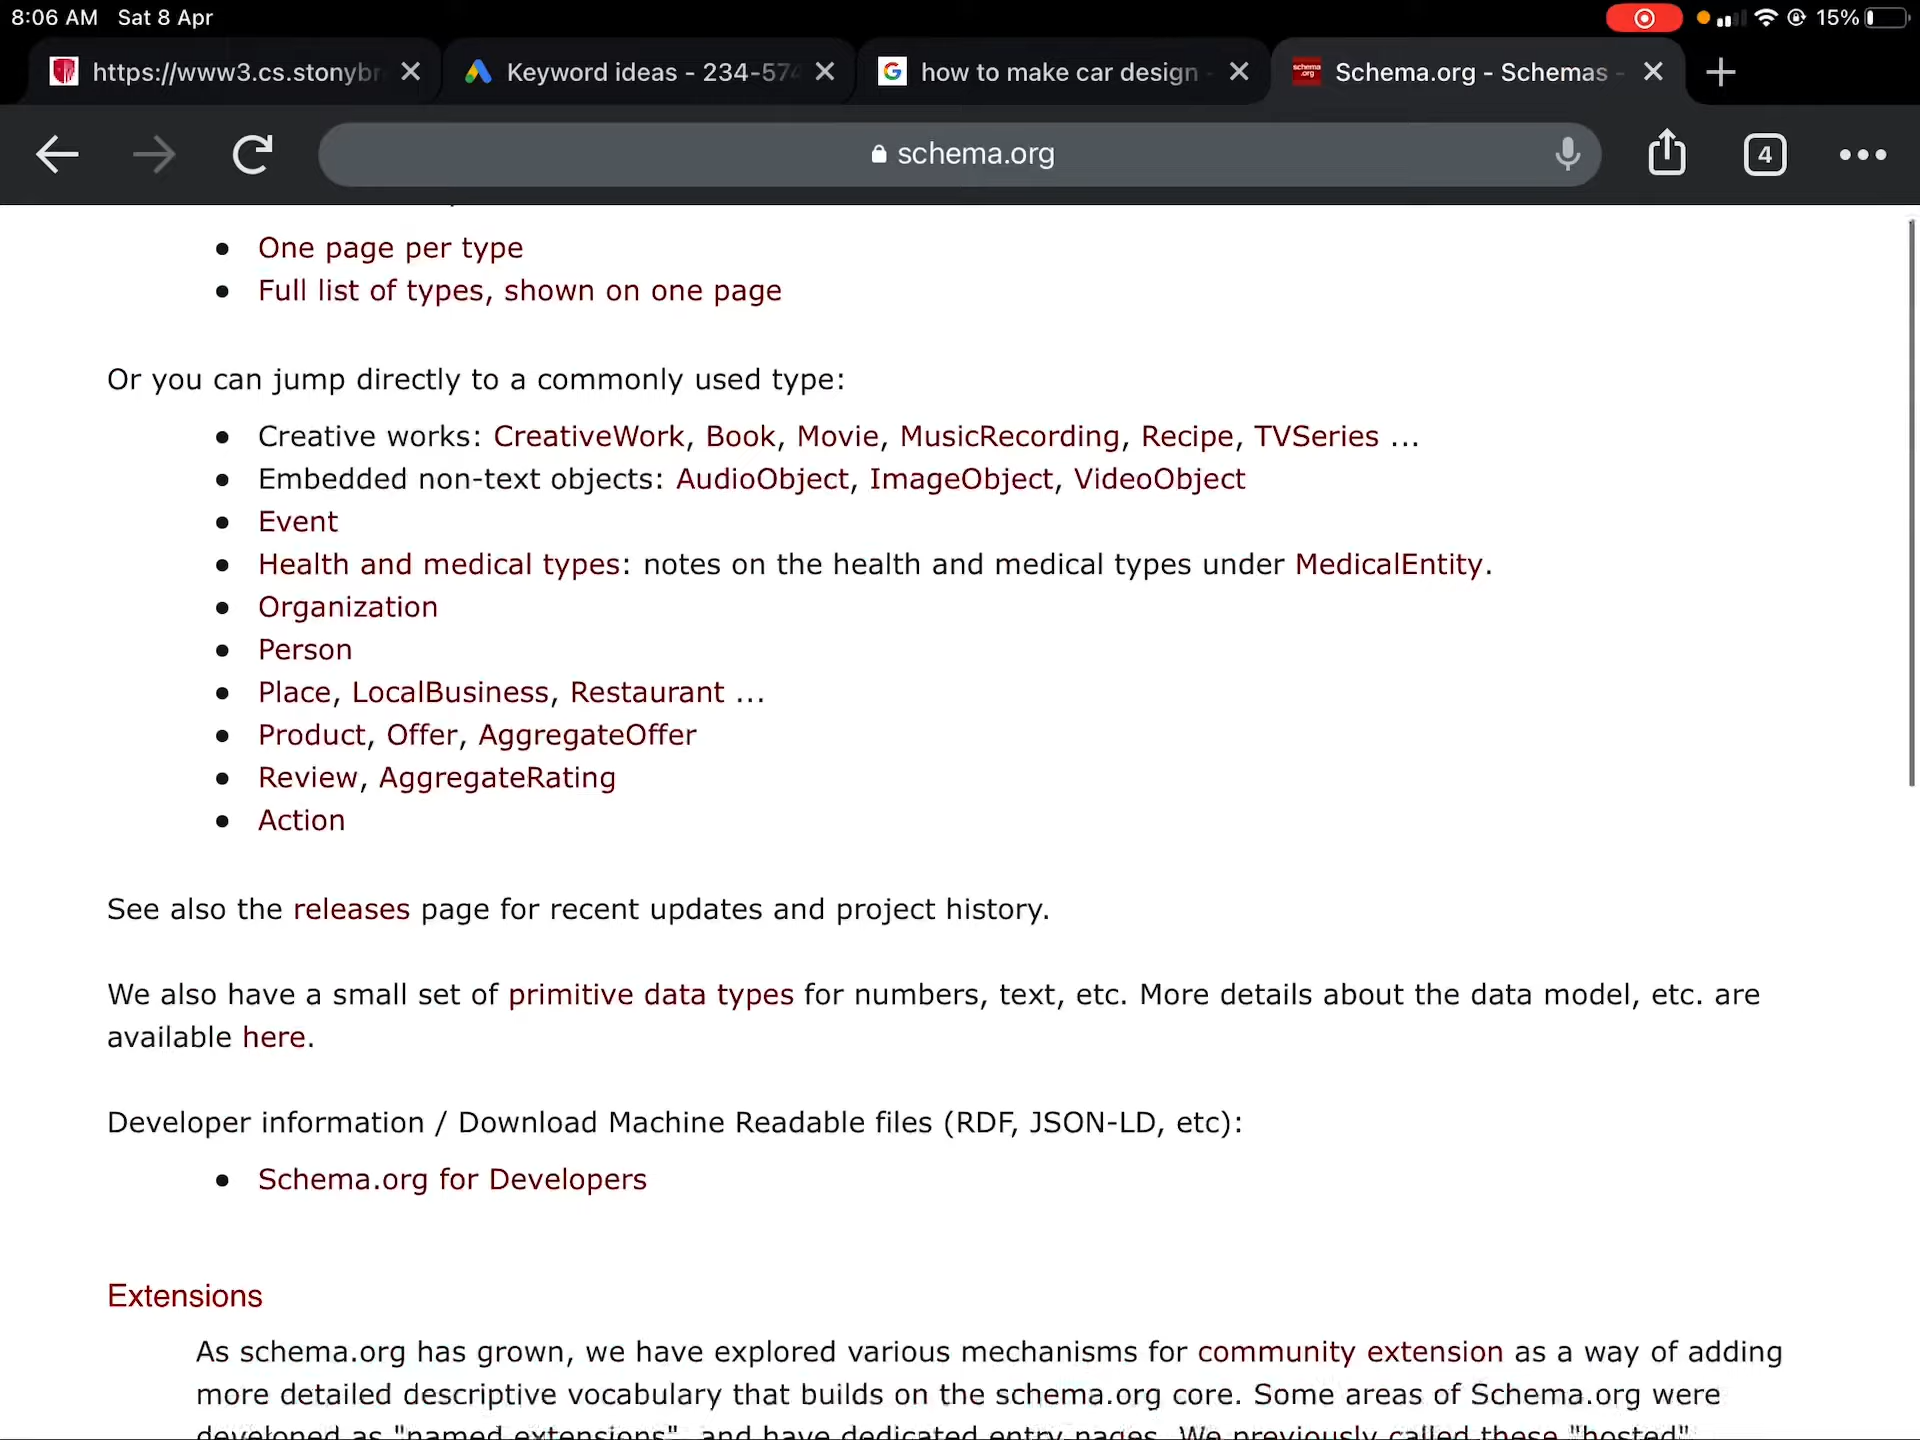 8:06 AM Sat 8 Apr 15%
https://www3.cs.stonybr Keyword ideas - 234-574 how to make car design - Schema.org - Schemas -
schema.org 4
• One page per type
• Full list of types, shown on one page
Or you can jump directly to a commonly used type:
• Creative works: CreativeWork, Book, Movie, MusicRecording, Recipe, TVSeries ...
• Embedded non-text objects: AudioObject, ImageObject, VideoObject
• Event
• Health and medical types: notes on the health and medical types under MedicalEntity.
• Organization
• Person
• Place, LocalBusiness, Restaurant ...
• Product, Offer, AggregateOffer
• Review, AggregateRating
• Action
See also the releases page for recent updates and project history.
We also have a small set of primitive data types for numbers, text, etc. More details about the data model, etc. are
available here.
Developer information / Download Machine Readable files (RDF, JSON-LD, etc):
• Schema.org for Developers
Extensions
As schema.org has grown, we have explored various mechanisms for community extension as a way of adding
more detailed descriptive vocabulary that builds on the schema.org core. Some areas of Schema.org were
developed as "named extensions", and have dedicated entry pages. We previously called these "hosted"